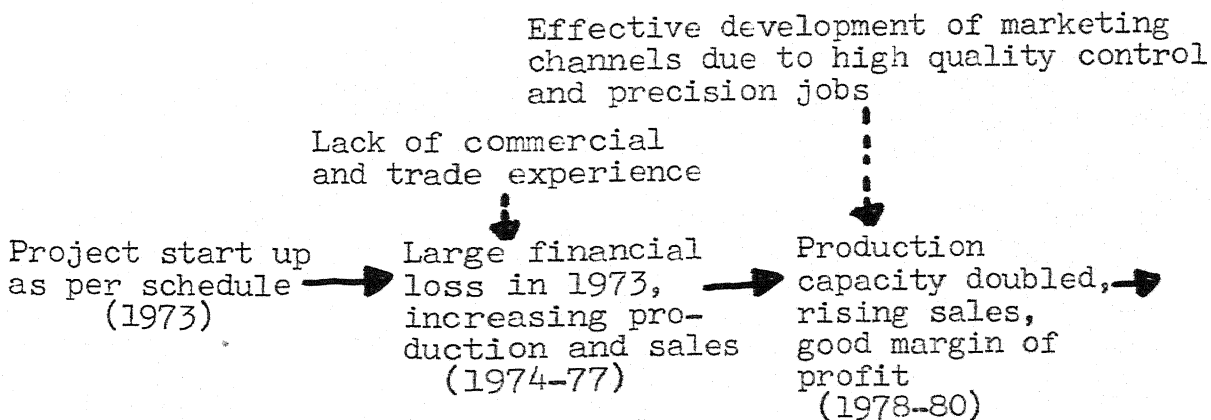 Effective development of marketing
channels due to high quality control
and precision jobs
Lack of commercial
and trade experience
Project start up
as per schedule
(1973)
Large financial
loss in 1973,
increasing pro-
duction and sales
(1974-77)
Production
capacity doubled,
rising sales,
good margin of
profit
(1978-80)